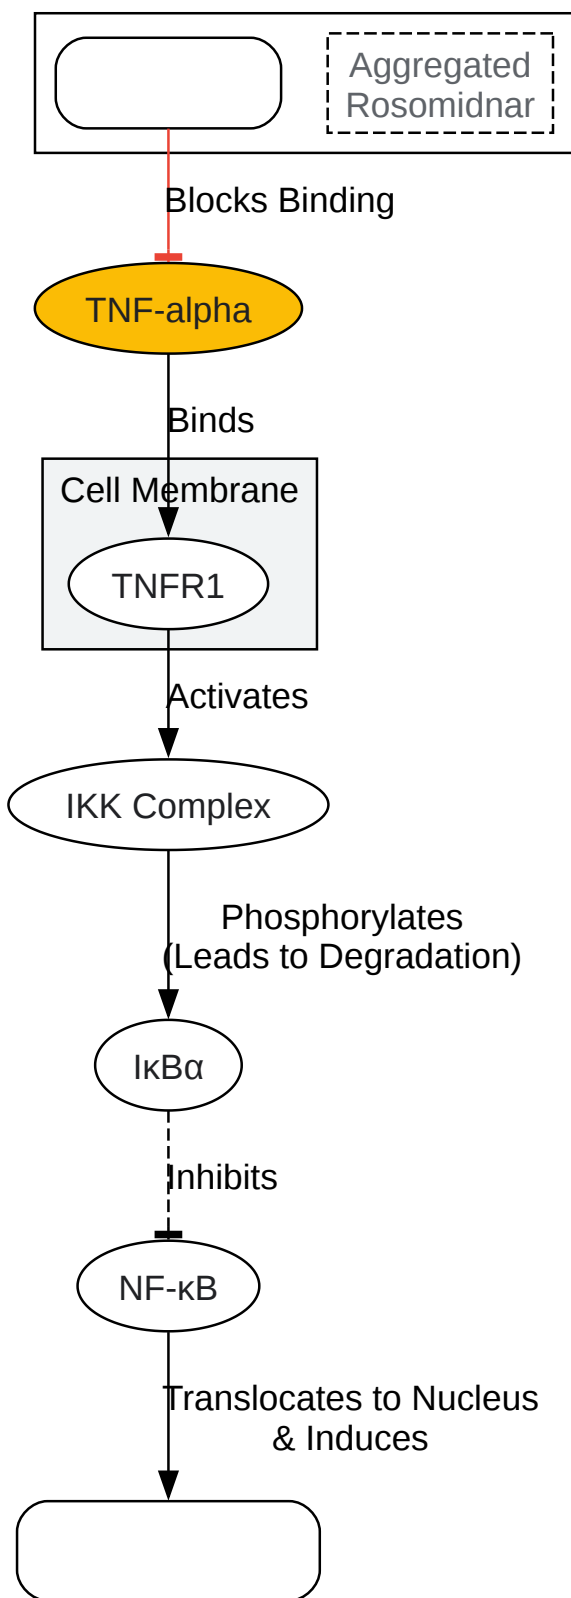 Aggregated
Rosomidnar
Blocks Binding
TNF-alpha
Binds
Cell Membrane
TNFR1
Activates
IKK Complex
Phosphorylates
(Leads to Degradation)
IκBα
Inhibits
NF-κB
Translocates to Nucleus
& Induces